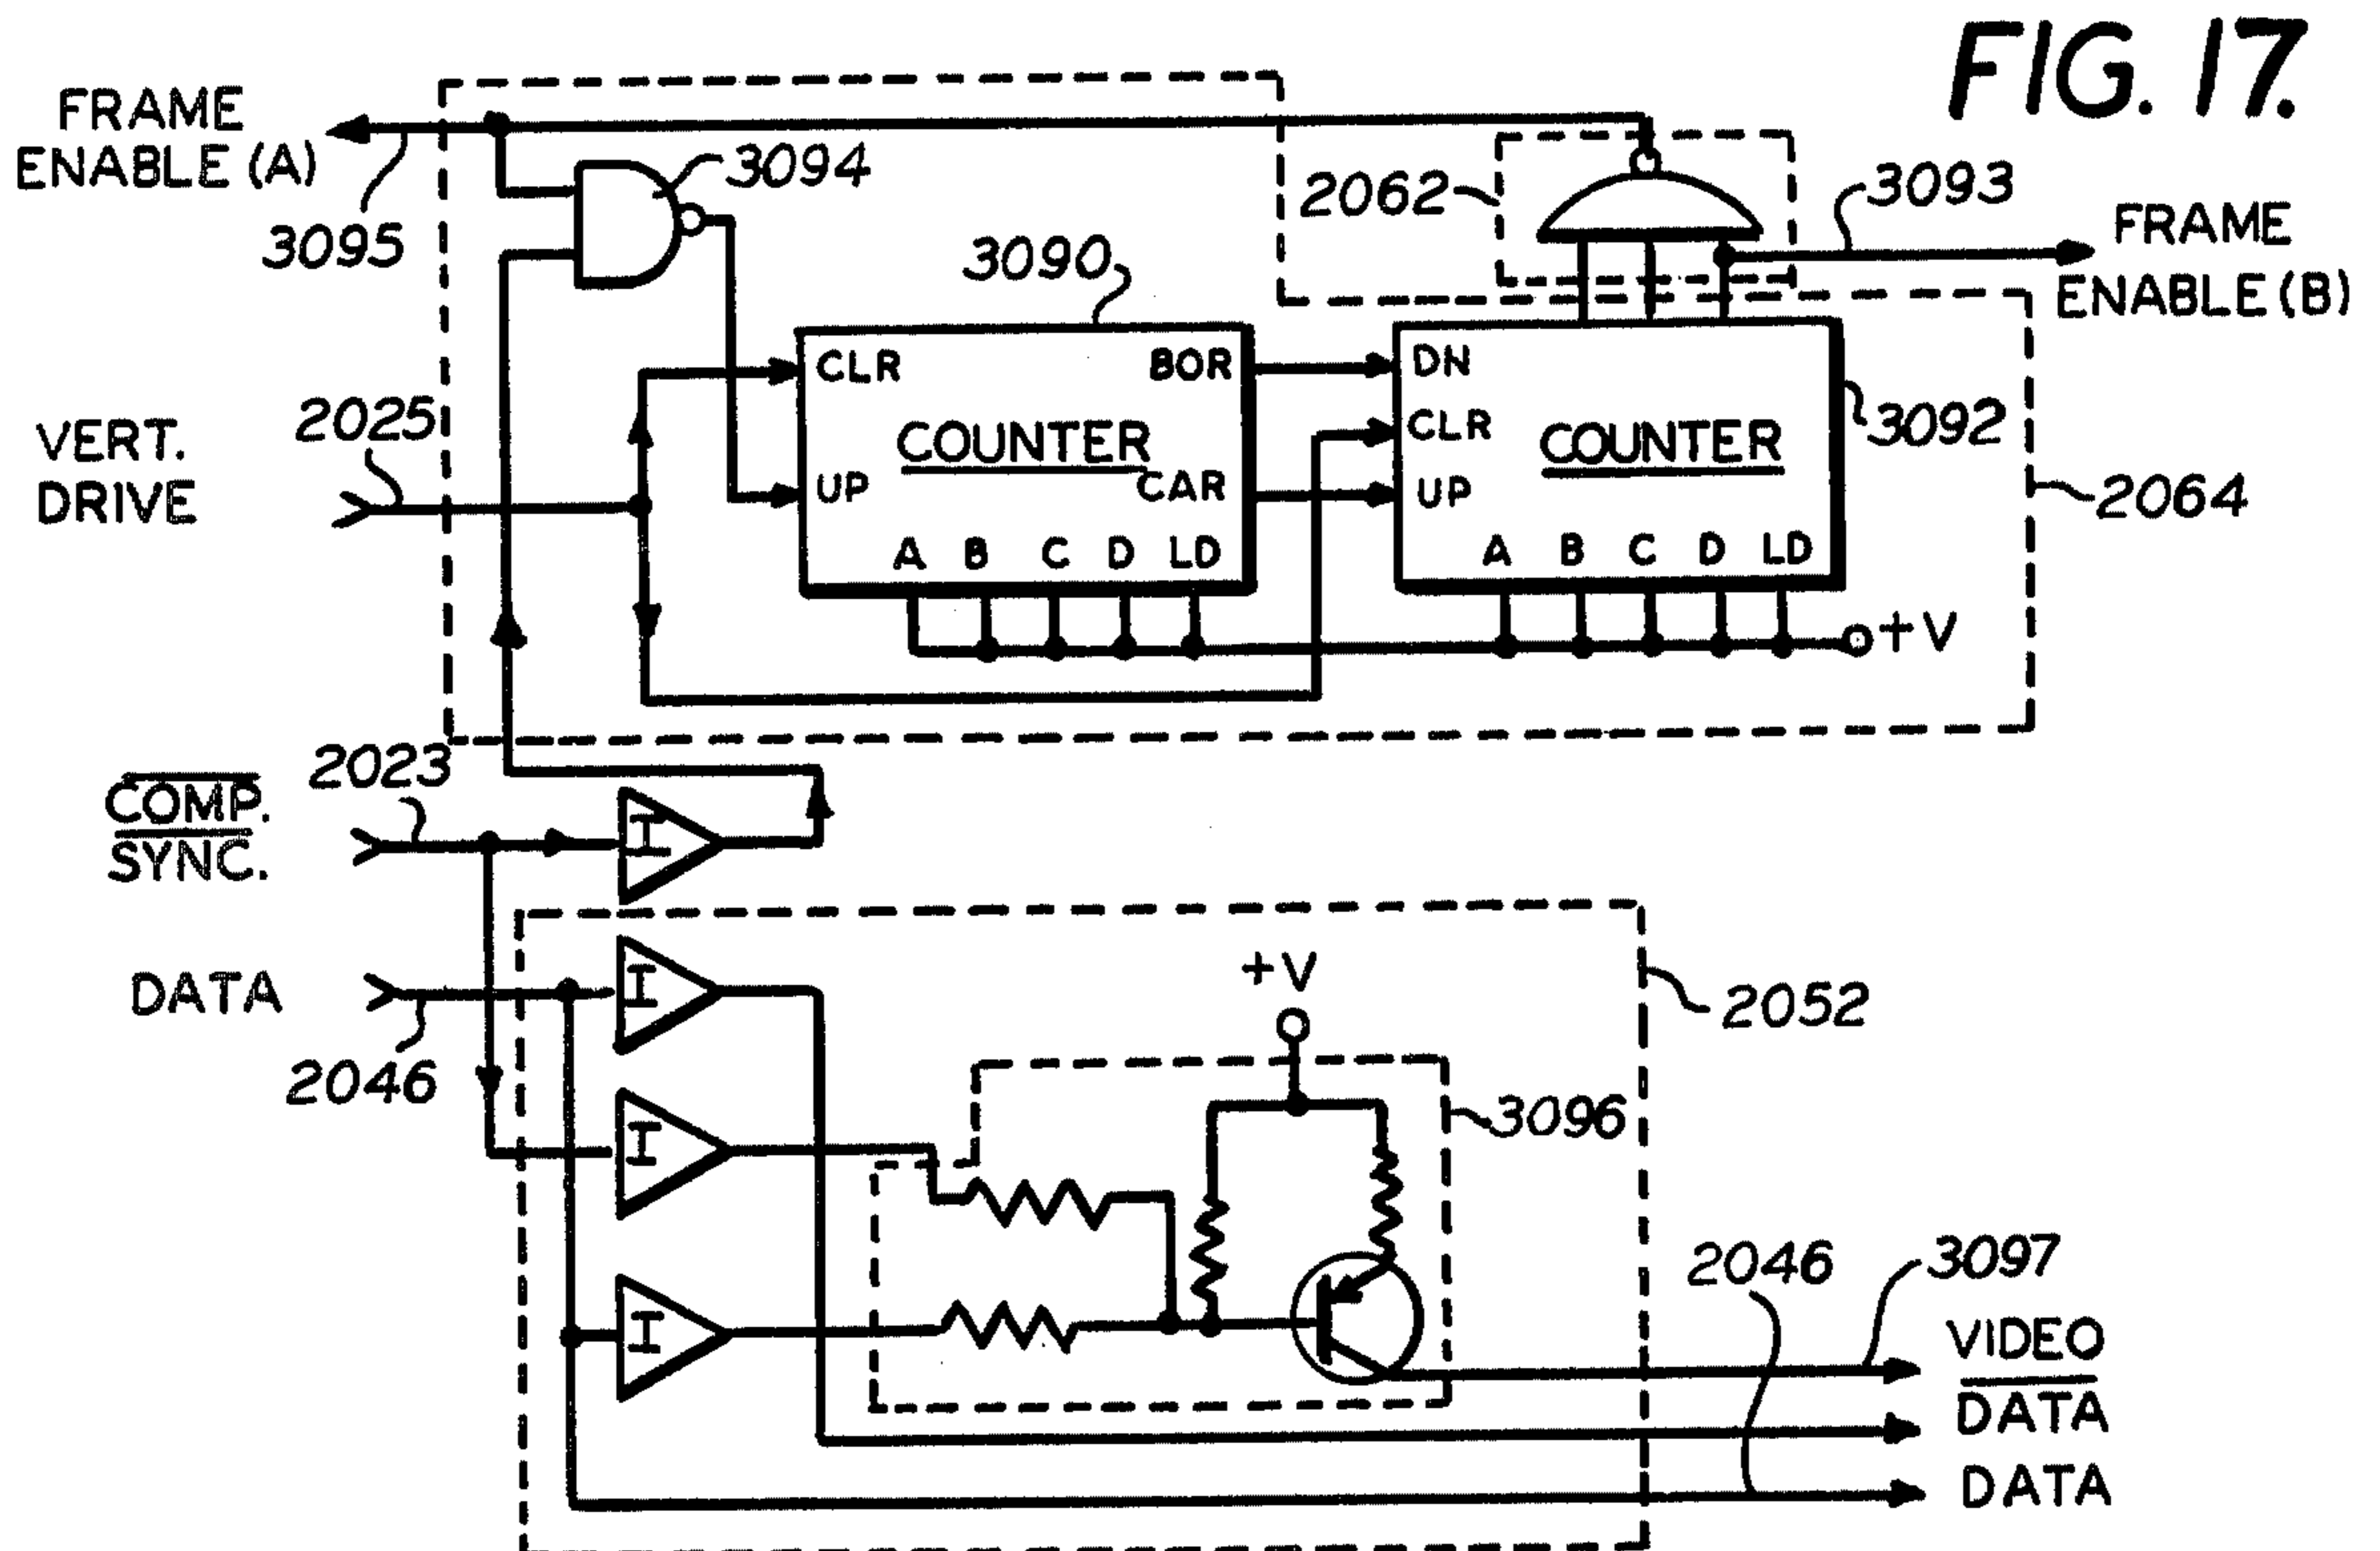 FIG. 17.
FRAME
ENABLE (A)
3095
3094
2062
3093
FRAME
ENABLE (B)
3090
CLR
BOR
COUNTER
UP
CAR
A B C D LD
DN
CLR
COUNTER
UP
A B C D LD
3092
2064
+V
VERT.
DRIVE
2025
COMP.
SYNC.
2023
I
DATA
2046
I
I
I
+V
2052
3096
2046
3097
VIDEO
DATA
DATA